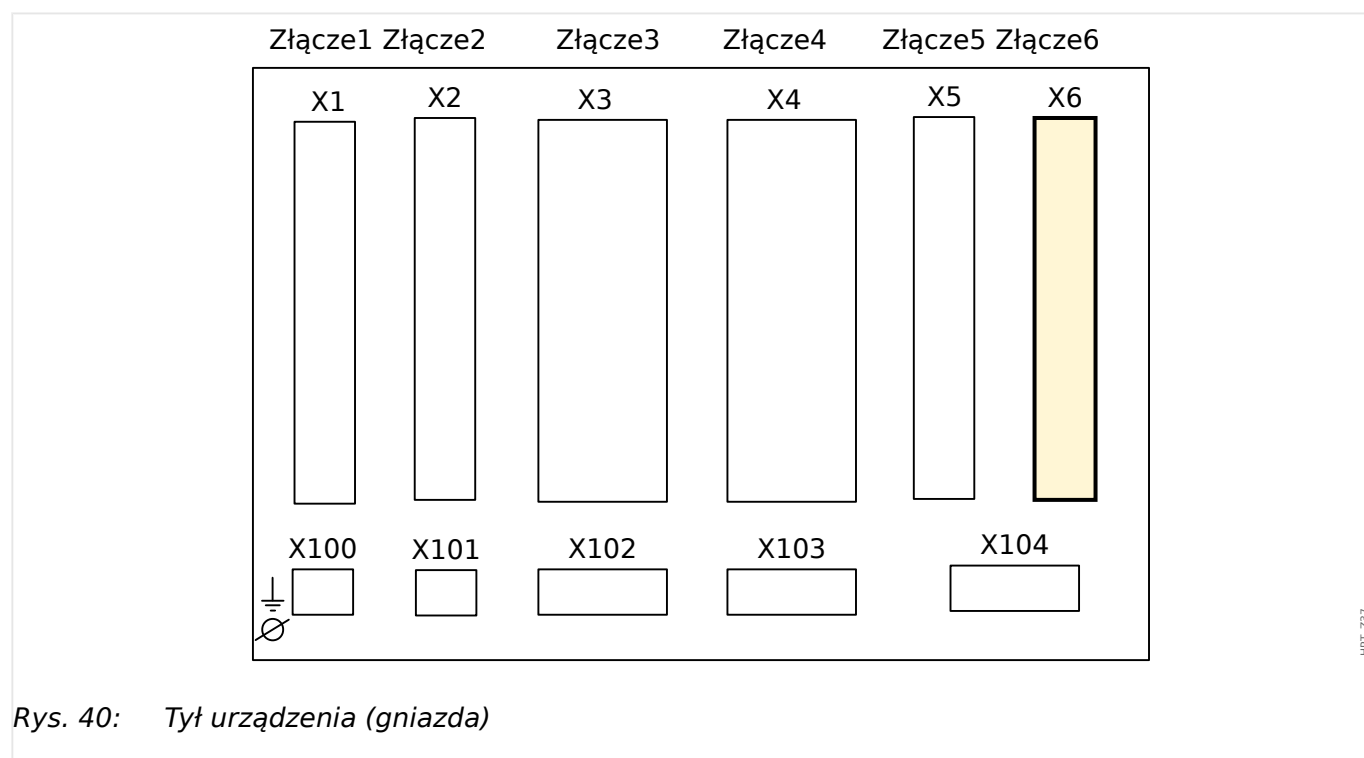 Złącze1 Złącze2 Złącze3 Złącze4 Złącze5 Złącze6
X1 X2 X3 X4 X5 X6
X100 X101 X102 X103 X104
Rys. 40: Tył urządzenia (gniazda)